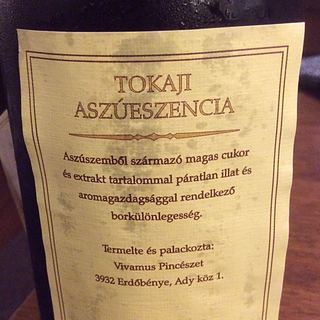 TOKAJI
ASZÚESZENCIA
Aszúszemből származó magas cukor
és extrakt tartalommal páratlan illat és
aromagazdagsággal rendelkező
borkülönlegesség.
Termelte és palackozta:
Vivamus Pincészet
3932 Erdőbénye, Ady köz 1.